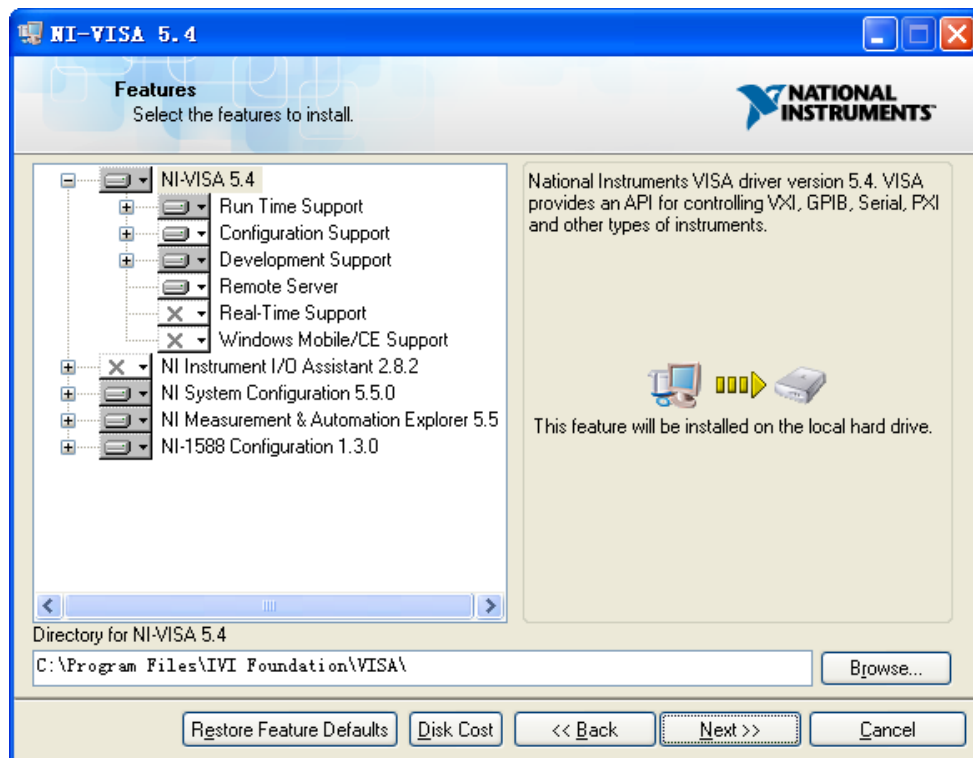 NI-VISA 5.4
Features
Select the features to install.
NATIONAL
INSTRUMENTS™
NI-VISA 5.4
Run Time Support
Configuration Support
Development Support
Remote Server
Real-Time Support
Windows Mobile/CE Support
NI Instrument I/O Assistant 2.8.2
NI System Configuration 5.5.0
NI Measurement & Automation Explorer 5.5
NI-1588 Configuration 1.3.0
National Instruments VISA driver version 5.4. VISA
provides an API for controlling VXI, GPIB, Serial, PXI
and other types of instruments.
This feature will be installed on the local hard drive.
Directory for NI-VISA 5.4
C:\Program Files\IVI Foundation\VISA\
Browse...
Restore Feature Defaults
Disk Cost
<< Back
Next >>
Cancel